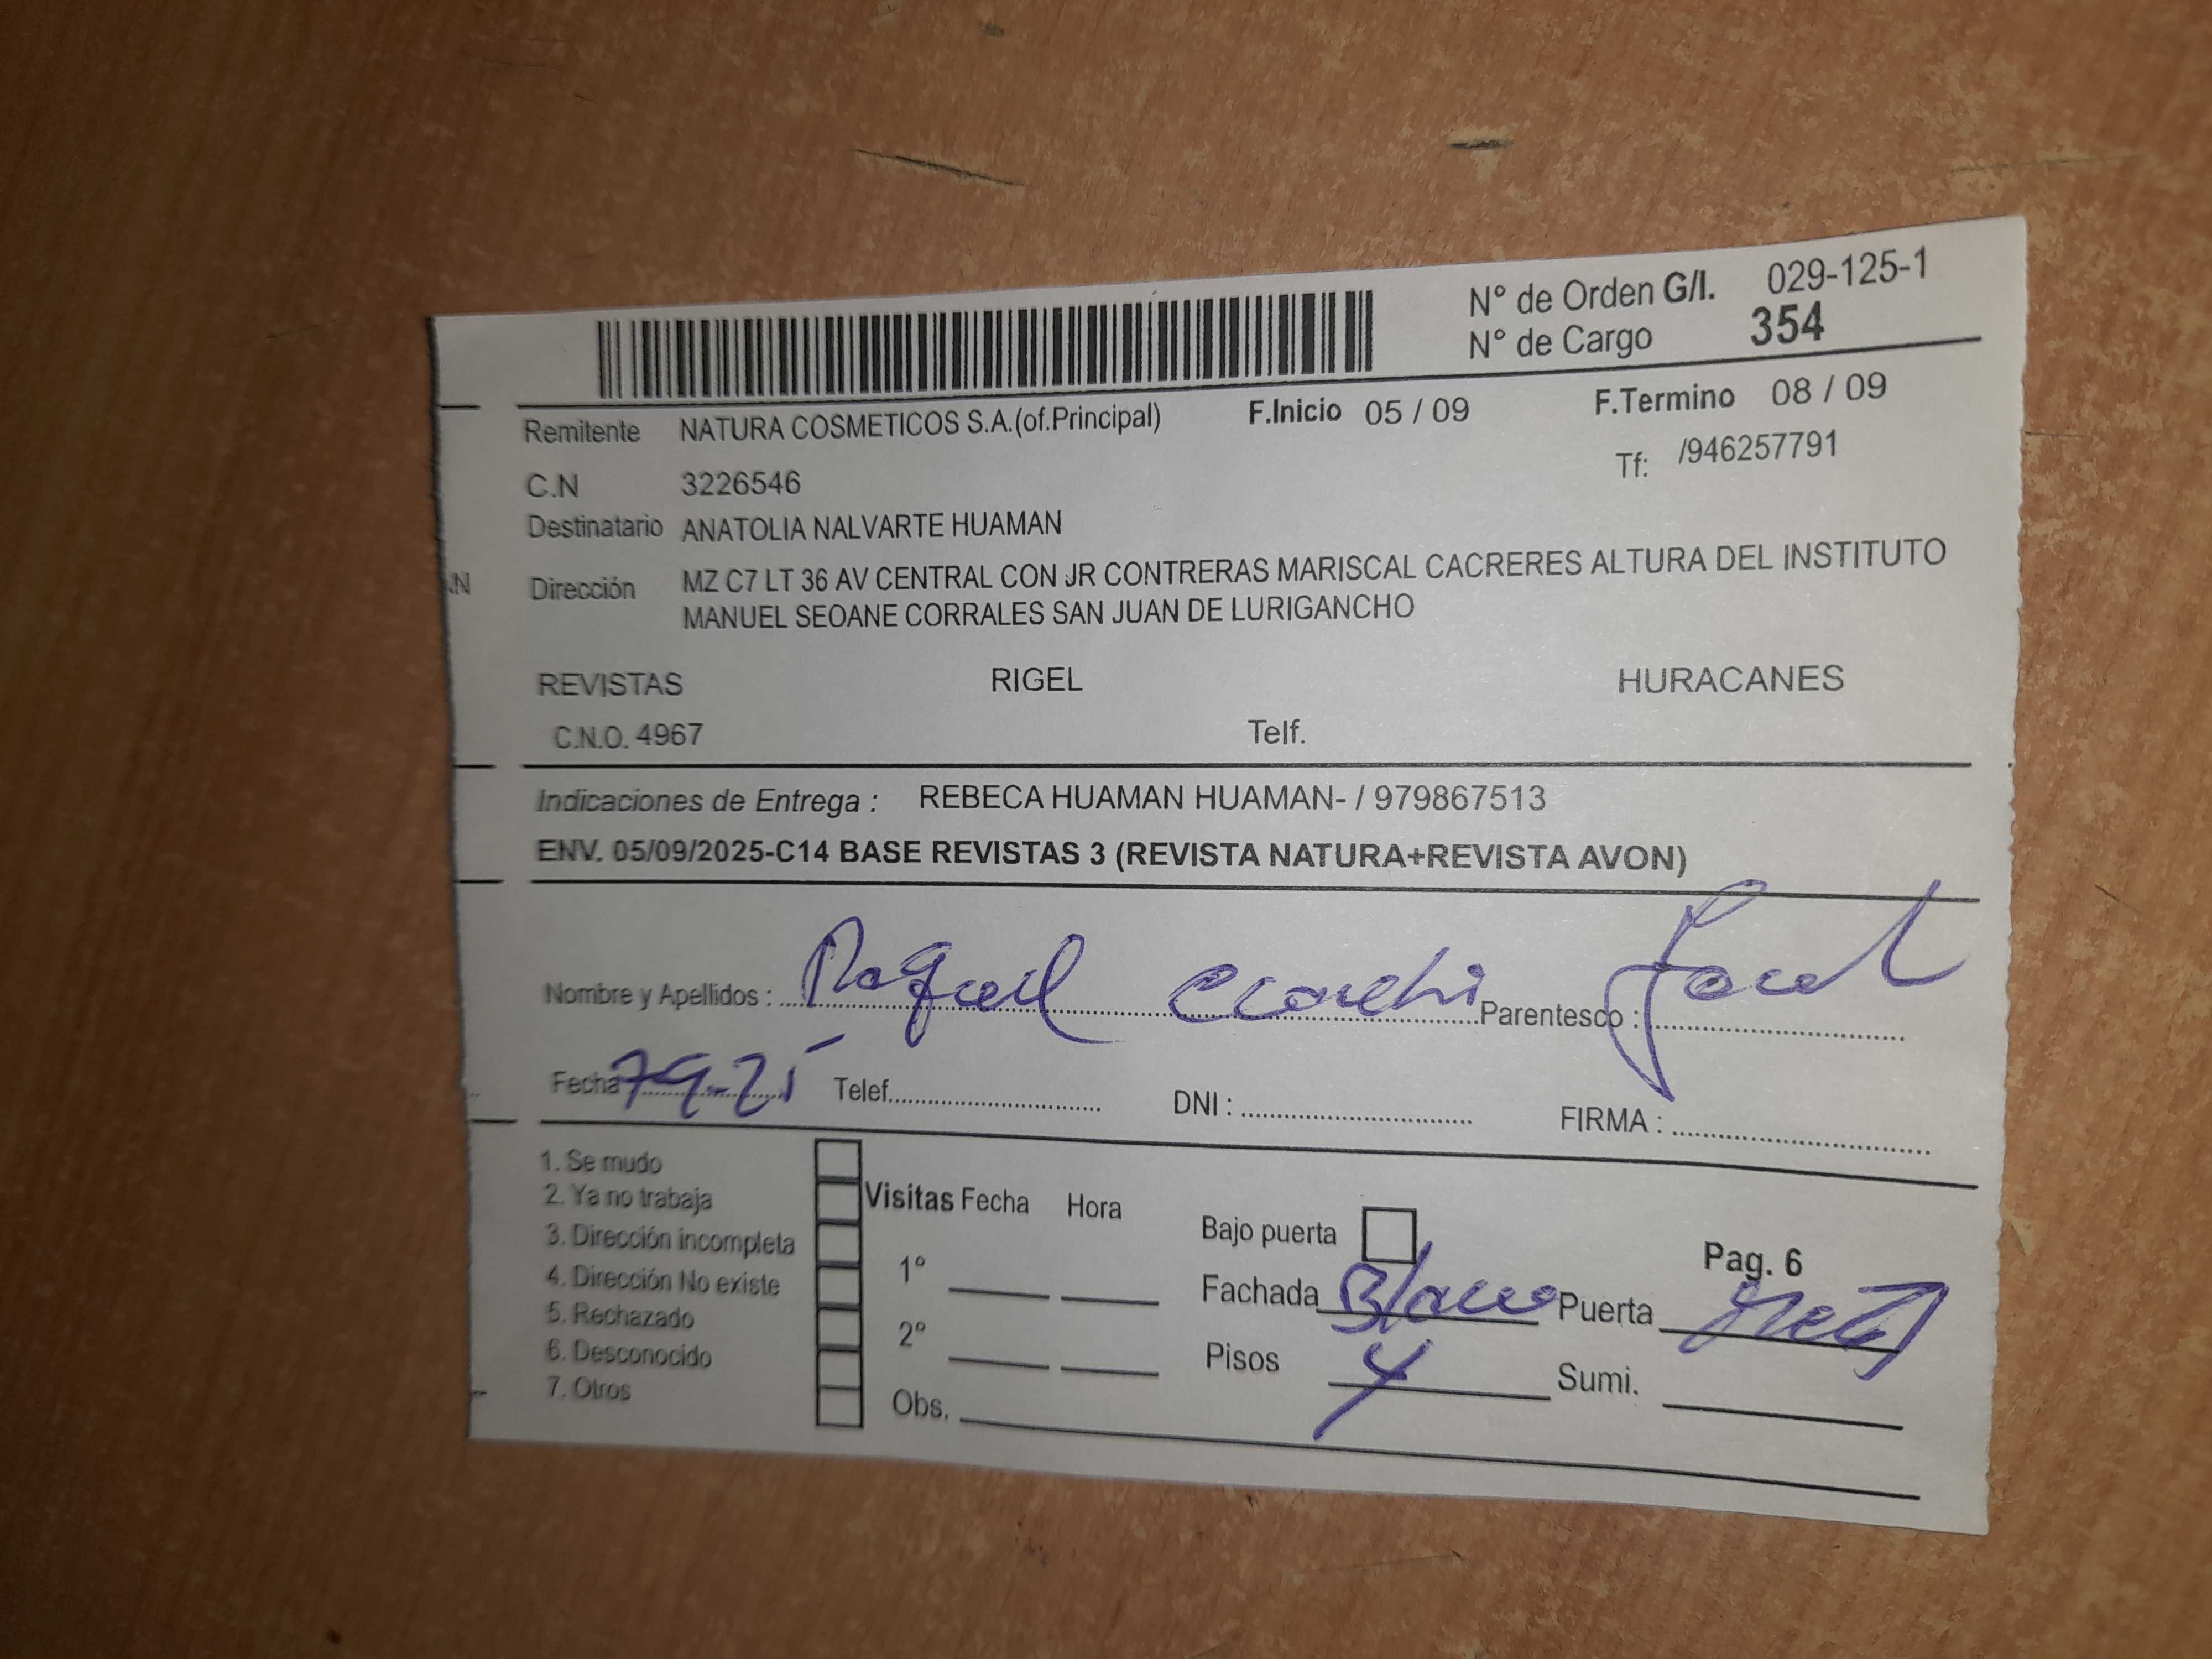 N° de Orden G/I. 029-125-1
N° de Cargo 354
Remitente NATURA COSMETICOS S.A.(of.Principal) F.Inicio 05 / 09 F.Termino 08 / 09
C.N 3226546 Tf: /946257791
Destinatario ANATOLIA NALVARTE HUAMAN
Dirección MZ C7 LT 36 AV CENTRAL CON JR CONTRERAS MARISCAL CACRERES ALTURA DEL INSTITUTO
MANUEL SEOANE CORRALES SAN JUAN DE LURIGANCHO
REVISTAS RIGEL HURACANES
C.N.O. 4967 Telf.
Indicaciones de Entrega : REBECA HUAMAN HUAMAN- / 979867513
ENV. 05/09/2025-C14 BASE REVISTAS 3 (REVISTA NATURA+REVISTA AVON)
Nombre y Apellidos : Raquel Parentesco :
Fecha 7-9-25 Telef. DNI : FIRMA :
1. Se mudo
2. Ya no trabaja
3. Dirección incompleta
4. Dirección No existe
5. Rechazado
6. Desconocido
7. Otros
Visitas Fecha Hora
1°
2°
Obs.
Bajo puerta
Pag. 6
Fachada Blanco Puerta
Pisos 4 Sumi.